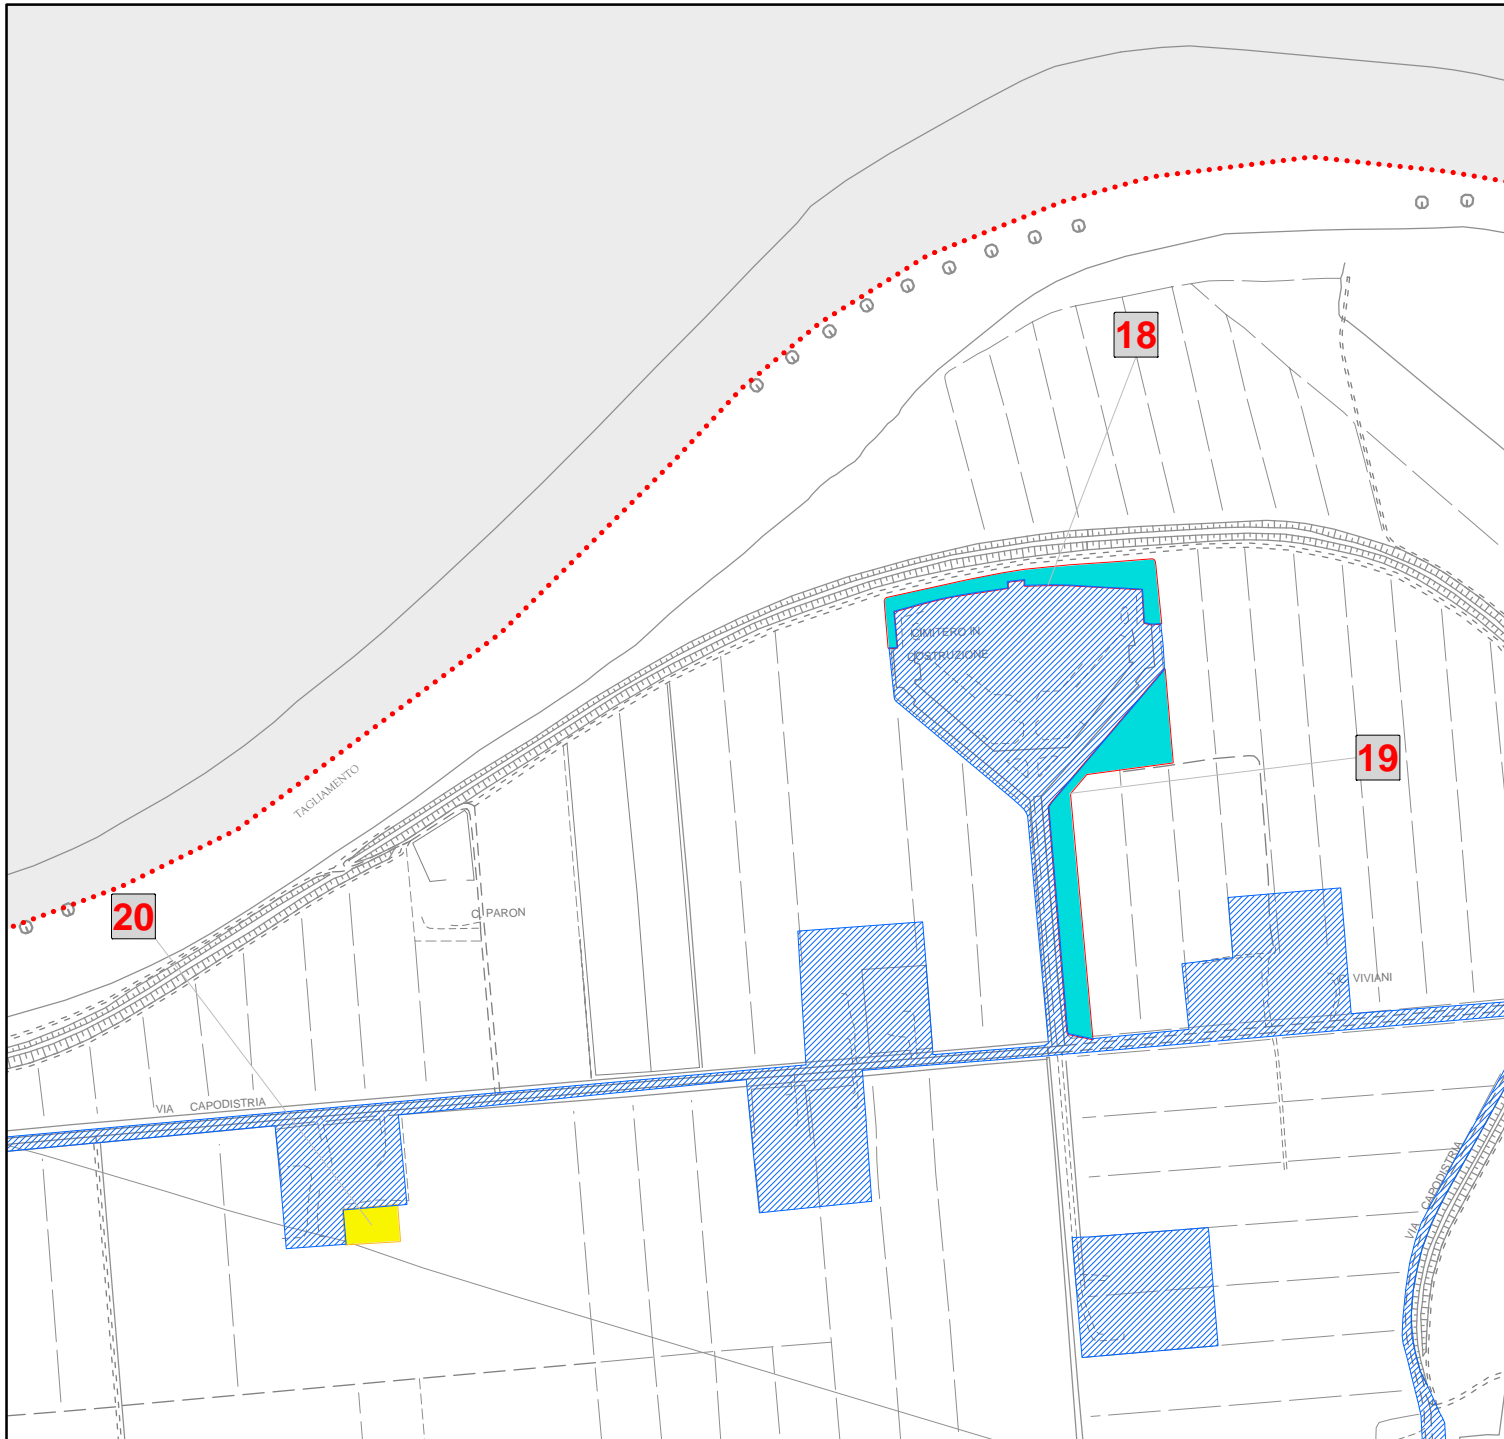 18
CIMITERO IN
COSTRUZIONE
19
TAGLIAMENTO
20
C. PARON
C. VIVIANI
VIA CAPODISTRIA
VIA CAPODISTRIA